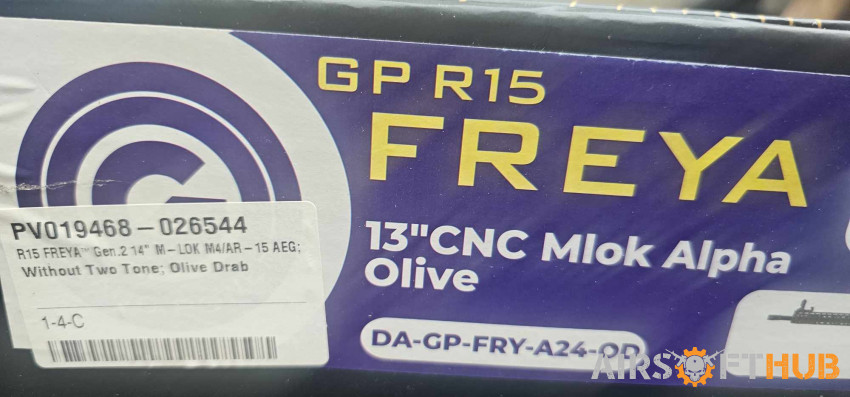 GP R15
FREYA
13"CNC Mlok Alpha
Olive
DA-GP-FRY-A24-OD
PV019468-026544
R15 FREYA™ Gen.2 14" M-LOK M4/AR-15 AEG;
Without Two Tone; Olive Drab
1-4-C
AIRSOFTHUB